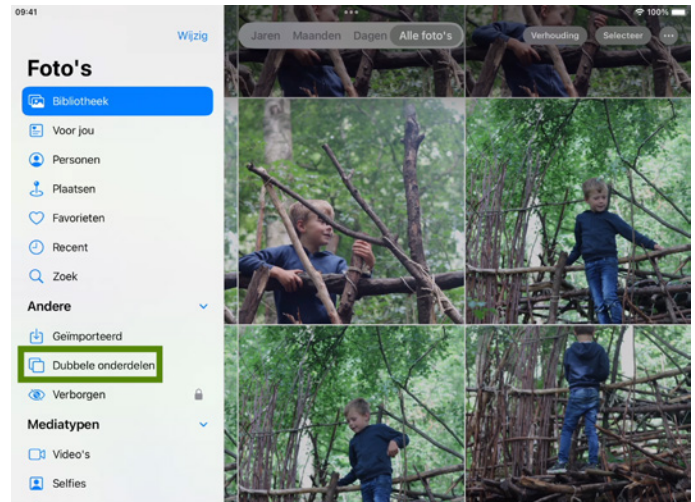 09:41
100%
Wijzig
Jaren Maanden Dagen Alle foto's
Verhouding
Selecteer
Foto's
Bibliotheek
Voor jou
Personen
Plaatsen
Favorieten
Recent
Zoek
Andere
Geïmporteerd
Dubbele onderdelen
Verborgen
Mediatypen
Video's
Selfies